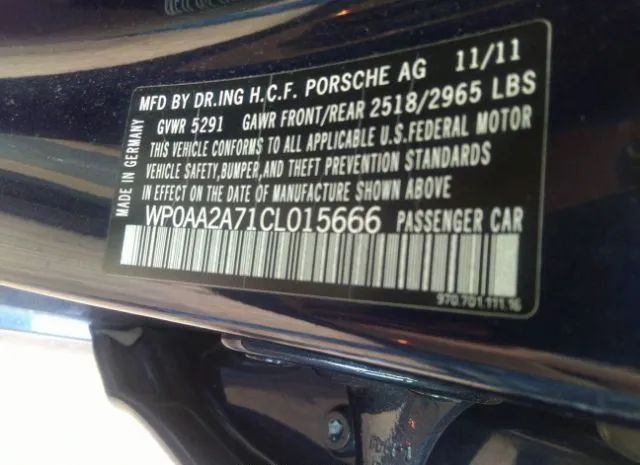 MFD BY DR.ING H.C.F. PORSCHE AG 11/11
GVWR 5291 GAWR FRONT/REAR 2518/2965 LBS
THIS VEHICLE CONFORMS TO ALL APPLICABLE U.S.FEDERAL MOTOR
VEHICLE SAFETY,BUMPER,AND THEFT PREVENTION STANDARDS
IN EFFECT ON THE DATE OF MANUFACTURE SHOWN ABOVE
WP0AA2A71CL015666 PASSENGER CAR
970.701.111.16
MADE IN GERMANY